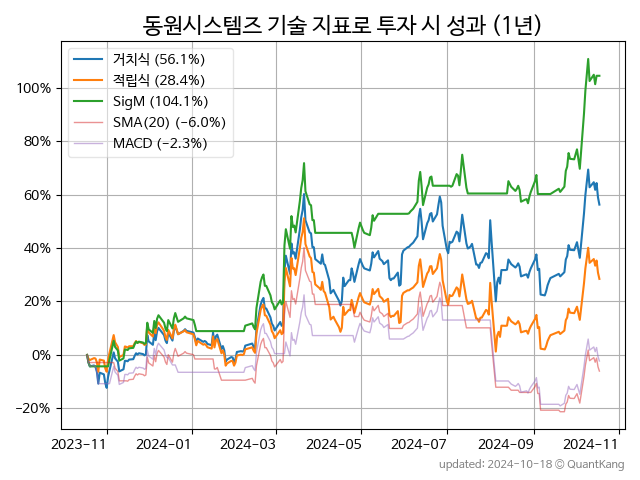 동원시스템즈 기술 지표로 투자 시 성과 (1년)
거치식 (56.1%)
적립식 (28.4%)
SigM (104.1%)
SMA(20) (-6.0%)
MACD (-2.3%)
100%
80%
60%
40%
20%
0%
-20%
2023-11 2024-01 2024-03 2024-05 2024-07 2024-09 2024-11
updated: 2024-10-18 © QuantKang